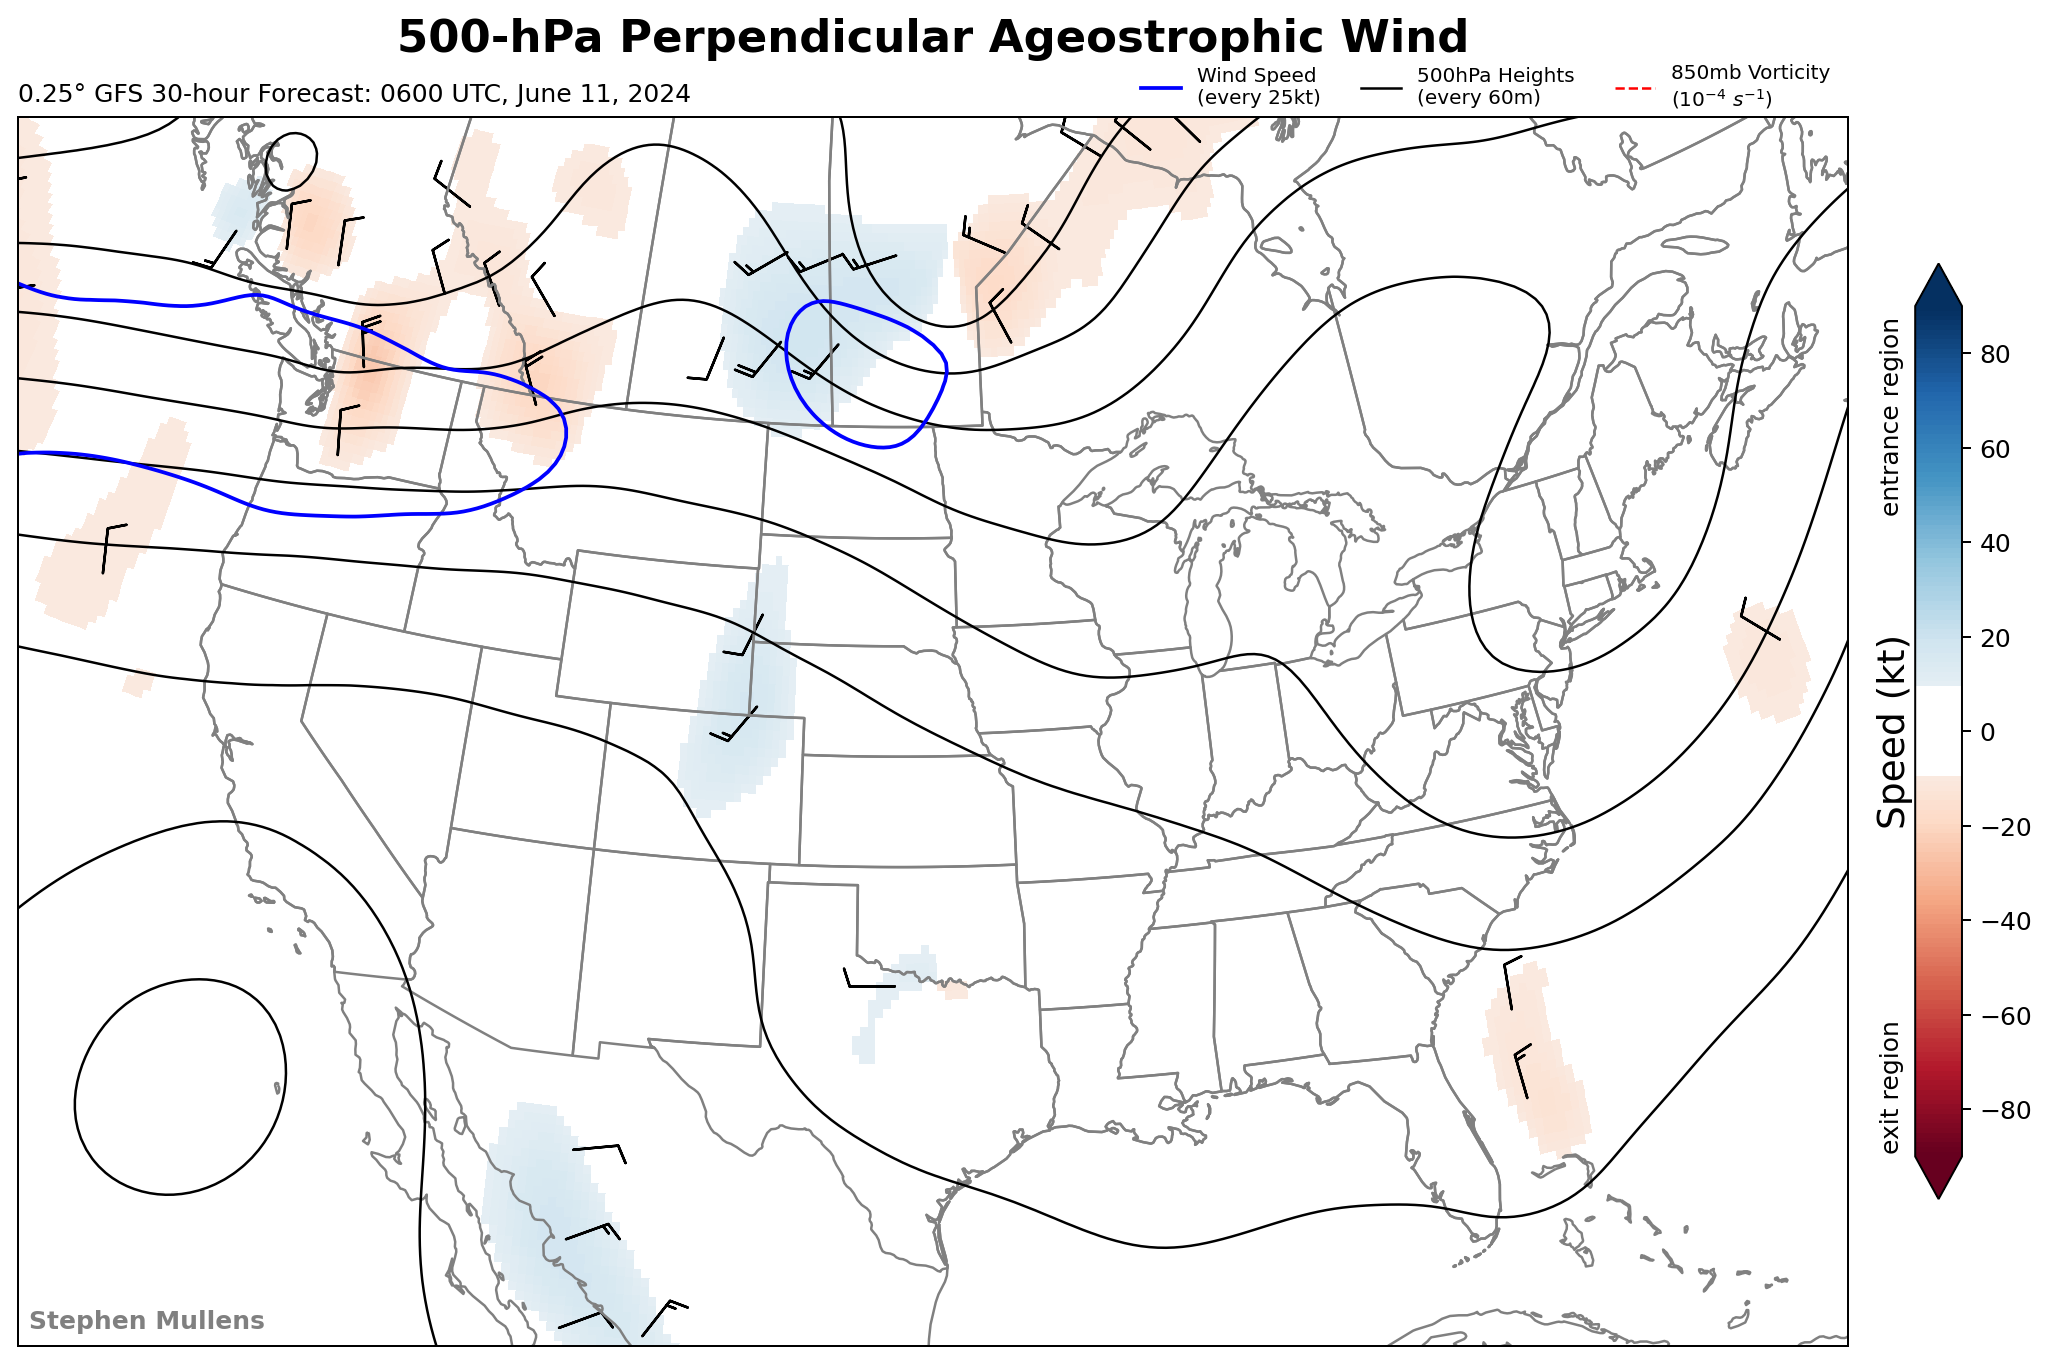 500-hPa Perpendicular Ageostrophic Wind
0.25° GFS 30-hour Forecast: 0600 UTC, June 11, 2024
Wind Speed
(every 25kt)
500hPa Heights
(every 60m)
850mb Vorticity
(10⁻⁴ s⁻¹)
entrance region
Speed (kt)
exit region
80
60
40
20
0
−20
−40
−60
−80
Stephen Mullens